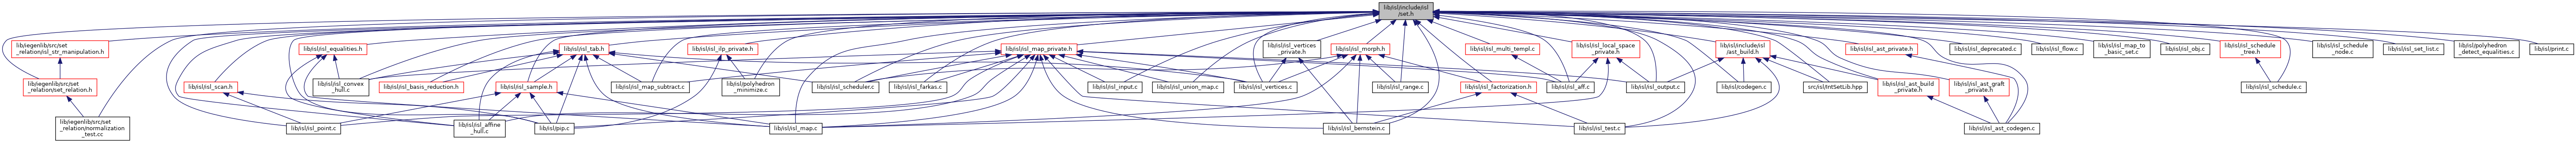 lib/isl/include/isl
/set.h
lib/iegenlib/src/set
_relation/isl_str_manipulation.h
lib/isl/isl_equalities.h
lib/isl/isl_tab.h
lib/isl/isl_ilp_private.h
lib/isl/isl_map_private.h
lib/isl/isl_vertices
_private.h
lib/isl/isl_morph.h
lib/isl/isl_multi_templ.c
lib/isl/isl_local_space
_private.h
lib/isl/include/isl
/ast_build.h
lib/isl/isl_ast_private.h
lib/isl/isl_deprecated.c
lib/isl/isl_flow.c
lib/isl/isl_map_to
_basic_set.c
lib/isl/isl_obj.c
lib/isl/isl_schedule
_tree.h
lib/isl/isl_schedule
_node.c
lib/isl/isl_set_list.c
lib/isl/polyhedron
_detect_equalities.c
lib/isl/print.c
lib/iegenlib/src/set
_relation/set_relation.h
lib/isl/isl_scan.h
lib/isl/isl_convex
_hull.c
lib/isl/isl_basis_reduction.h
lib/isl/isl_sample.h
lib/isl/isl_map_subtract.c
lib/isl/polyhedron
_minimize.c
lib/isl/isl_scheduler.c
lib/isl/isl_farkas.c
lib/isl/isl_input.c
lib/isl/isl_union_map.c
lib/isl/isl_vertices.c
lib/isl/isl_range.c
lib/isl/isl_factorization.h
lib/isl/isl_aff.c
lib/isl/isl_output.c
lib/isl/codegen.c
src/isl/IntSetLib.hpp
lib/isl/isl_ast_build
_private.h
lib/isl/isl_ast_graft
_private.h
lib/isl/isl_schedule.c
lib/iegenlib/src/set
_relation/normalization
_test.cc
lib/isl/isl_point.c
lib/isl/isl_affine
_hull.c
lib/isl/pip.c
lib/isl/isl_map.c
lib/isl/isl_bernstein.c
lib/isl/isl_test.c
lib/isl/isl_ast_codegen.c